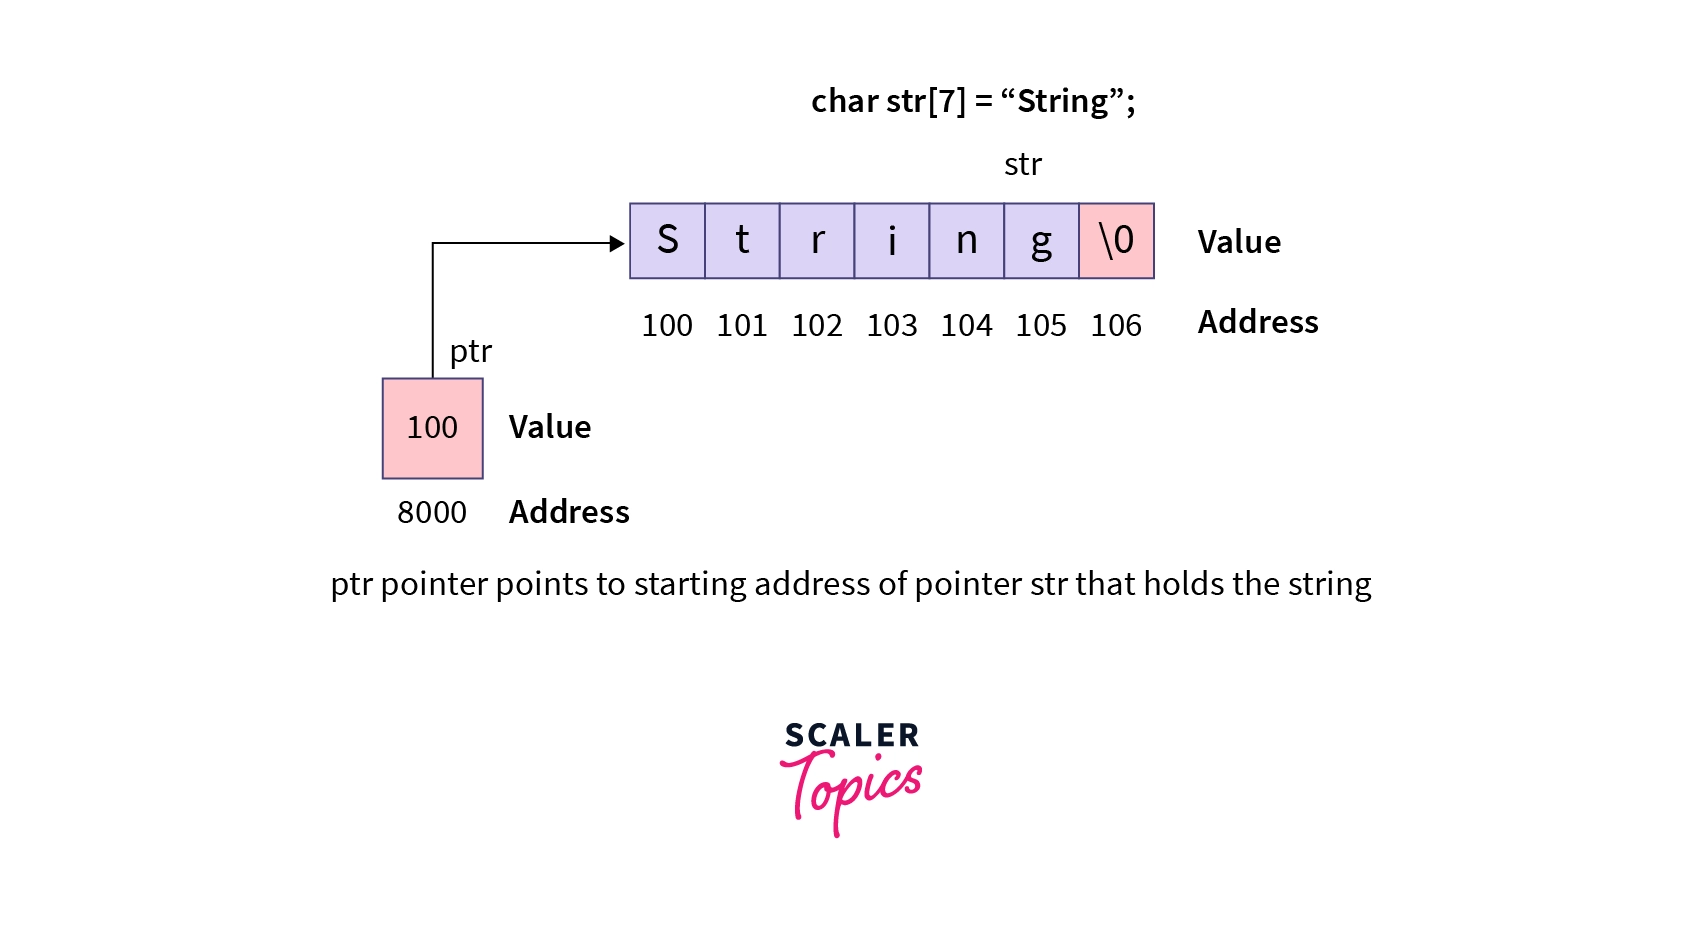 char str[7] = “String”;
str
S t r i n g \0 Value
100 101 102 103 104 105 106 Address
ptr
100 Value
8000 Address
ptr pointer points to starting address of pointer str that holds the string
SCALER
Topics